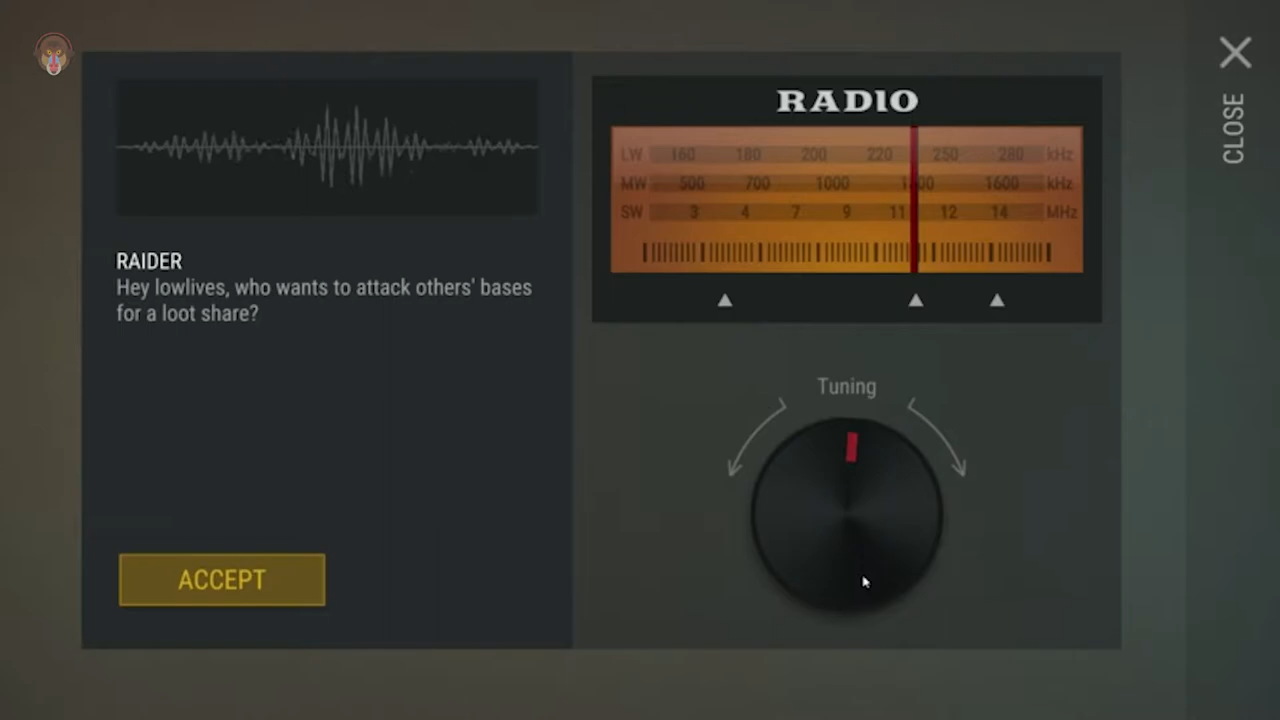 RADIO
CLOSE
LW 160 180 200 220 250 280 kHz
MW 500 700 1000 1600 kHz
SW 3 4 7 9 11 12 14 MHz
RAIDER
Hey lowlives, who wants to attack others' bases
for a loot share?
Tuning
ACCEPT